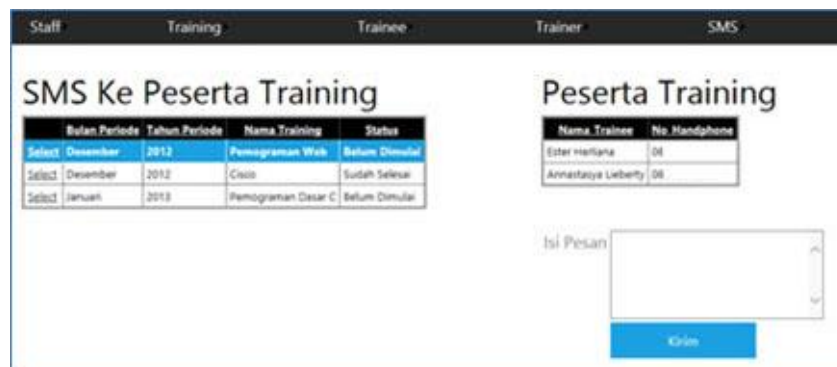 Staff Training Trainee Trainer SMS
SMS Ke Peserta Training
Bulan Periode Tahun Periode Nama Training Status
Select Desember 2012 Pemograman Web Belum Dimulai
Select Desember 2012 Cisco Sudah Selesai
Select Januari 2013 Pemograman Dasar C Belum Dimulai
Peserta Training
Nama Trainee No Handphone
Ester Herliana 08
Annastasya Lieberty 08
Isi Pesan
Kirim